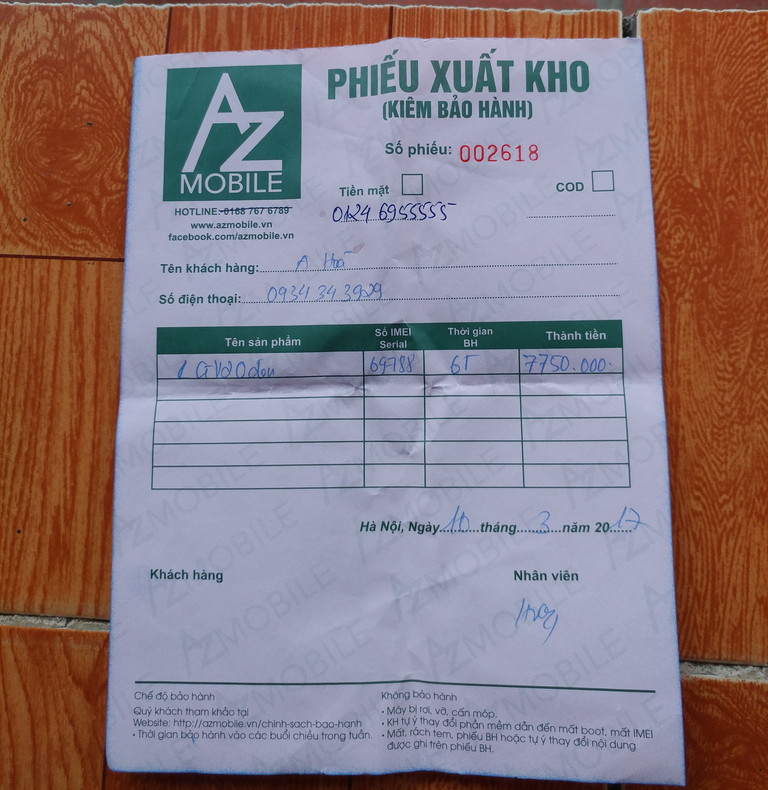 AZ
MOBILE
HOTLINE: 0188 767 6789
www.azmobile.vn
facebook.com/azmobile.vn
PHIẾU XUẤT KHO
(KIÊM BẢO HÀNH)
Số phiếu: 002618
Tiền mặt COD
0124 6955555
Tên khách hàng: A Hoà
Số điện thoại: 0934 34 3929
Tên sản phẩm Số IMEI Serial Thời gian BH Thành tiền
1 GV20 đen 69788 6T 7750.000
Hà Nội, Ngày 10 tháng 3 năm 2017
Khách hàng Nhân viên
Chế độ bảo hành
Quý khách tham khảo tại
Website: http://azmobile.vn/chinh-sach-bao-hanh
• Thời gian bảo hành vào các buổi chiều trong tuần.
Không bảo hành
• Máy bị rơi, vỡ, cấn móp.
• KH tự ý thay đổi phần mềm dẫn đến mất boot, mất IMEI
• Mất, rách tem, phiếu BH hoặc tự ý thay đổi nội dung
được ghi trên phiếu BH.